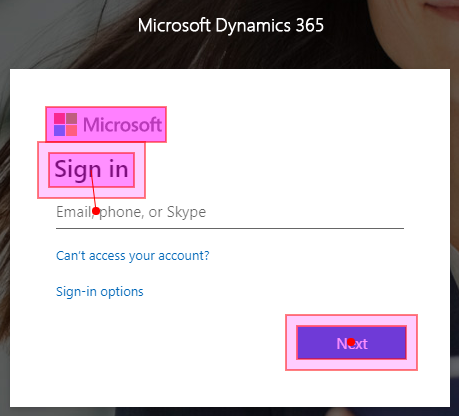 Microsoft Dynamics 365
Microsoft
Sign in
Email, phone, or Skype
Can't access your account?
Sign-in options
Next